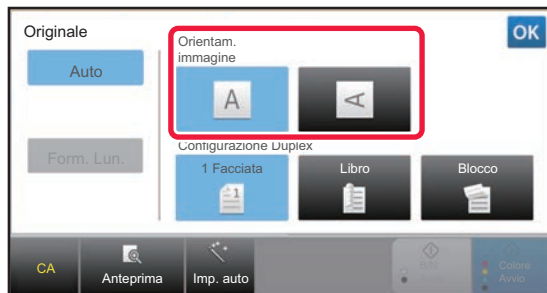 Originale
OK
Auto
Form. Lun.
Orientam.
immagine
A
A
Configurazione Duplex
1 Facciata
Libro
Blocco
1
CA
Anteprima
Imp. auto
B/N
Colore
Avvio